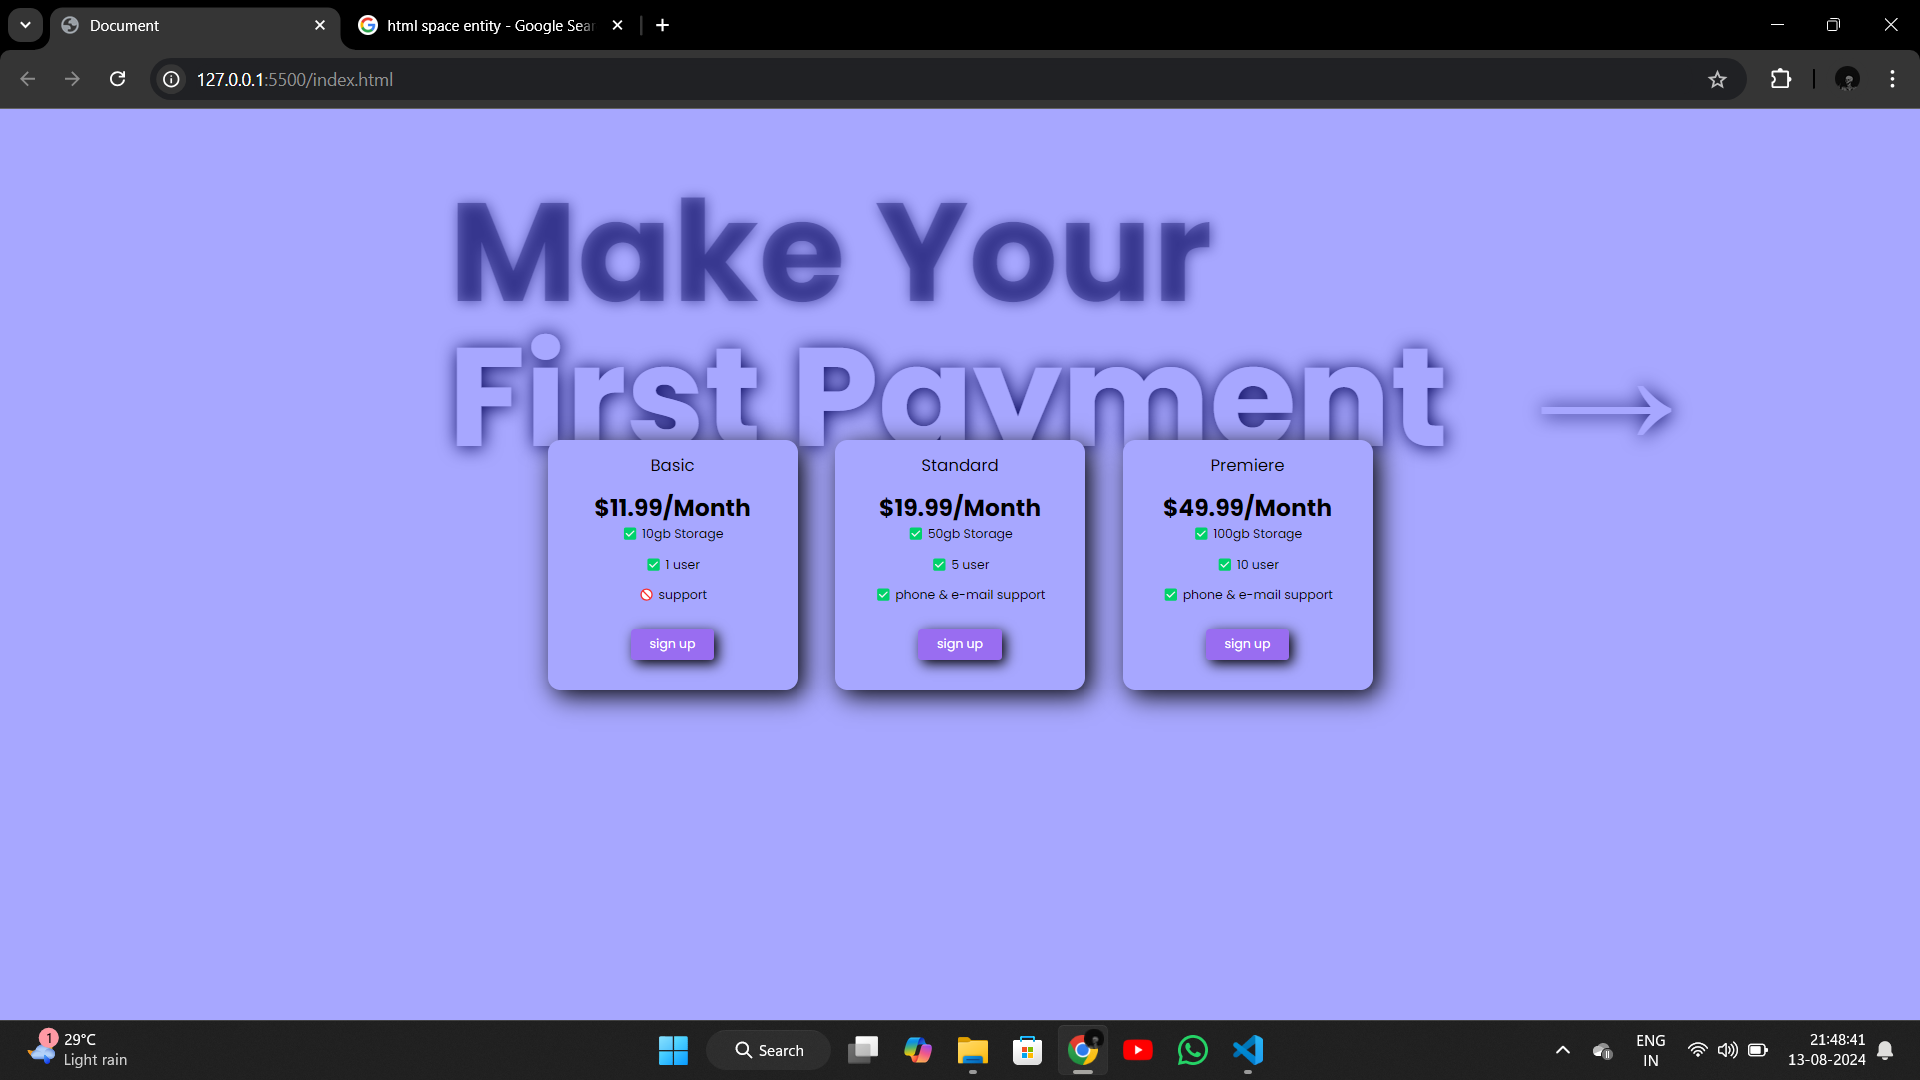 Document
html space entity - Google Sear
127.0.0.1:5500/index.html
Make Your
First Payment →
Basic
$11.99/Month
✅ 10gb Storage
✅ 1 user
🚫 support
sign up
Standard
$19.99/Month
✅ 50gb Storage
✅ 5 user
✅ phone & e-mail support
sign up
Premiere
$49.99/Month
✅ 100gb Storage
✅ 10 user
✅ phone & e-mail support
sign up
1
29°C
Light rain
Search
ENG
IN
21:48:41
13-08-2024